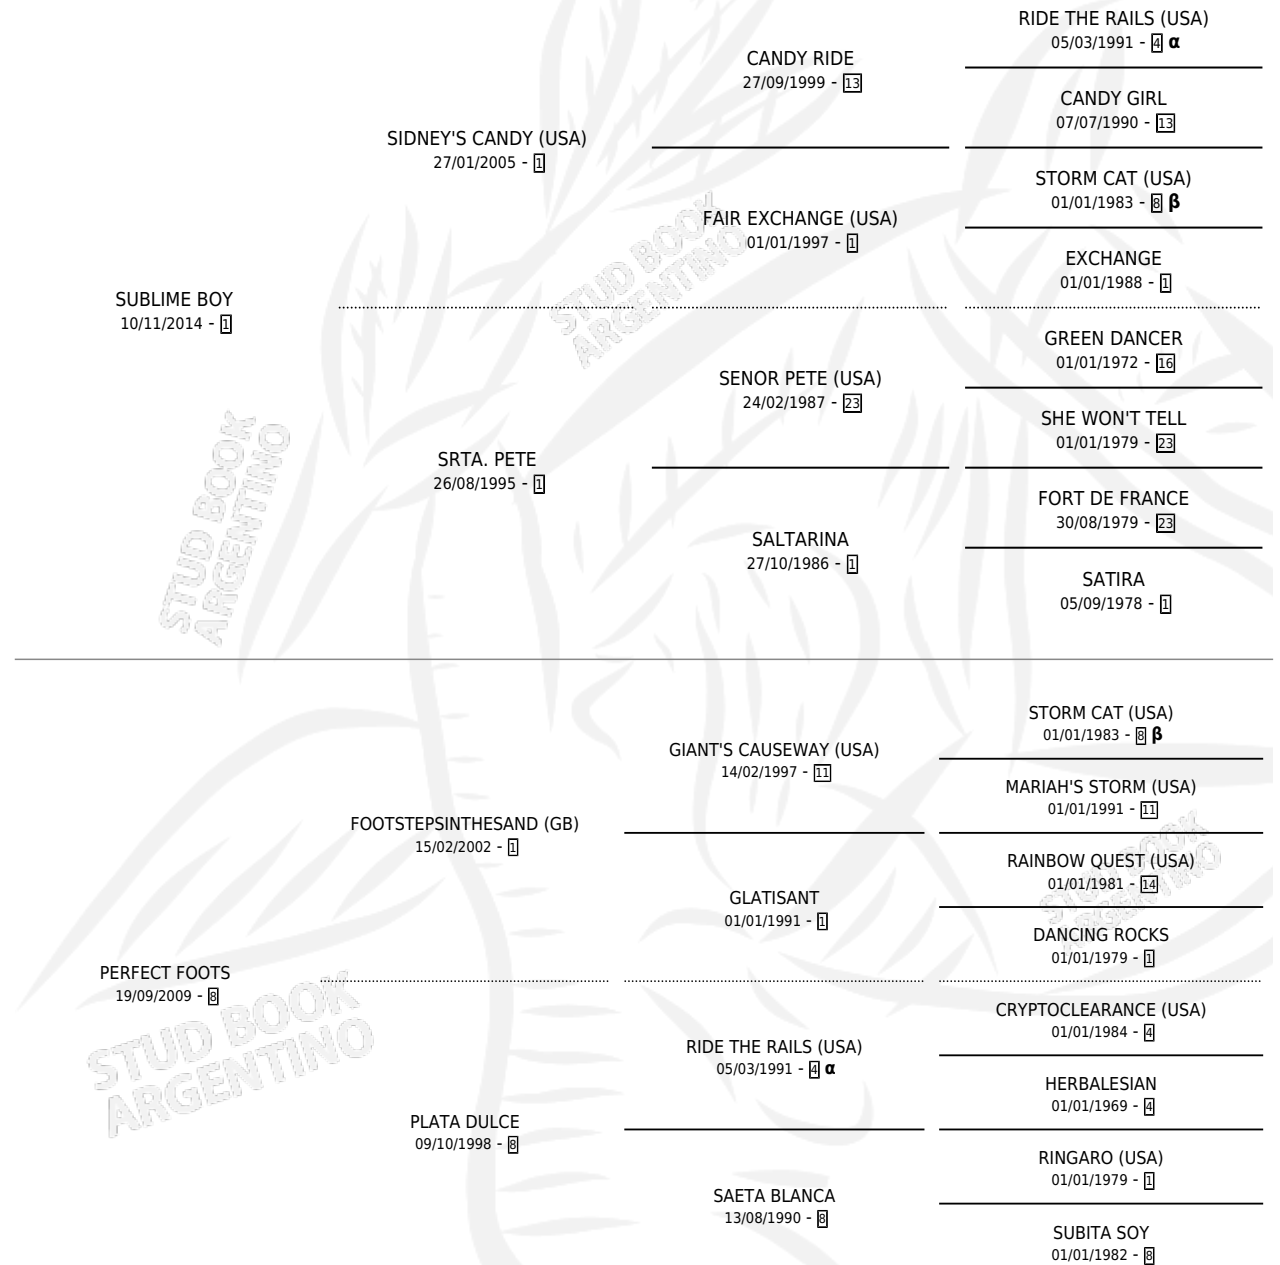 RIDE THE RAILS (USA)
05/03/1991 - 4 α
CANDY RIDE
27/09/1999 - 13
CANDY GIRL
07/07/1990 - 13
SIDNEY'S CANDY (USA)
27/01/2005 - 1
STORM CAT (USA)
01/01/1983 - 8 β
FAIR EXCHANGE (USA)
01/01/1997 - 1
EXCHANGE
01/01/1988 - 1
SUBLIME BOY
10/11/2014 - 1
GREEN DANCER
01/01/1972 - 16
SENOR PETE (USA)
24/02/1987 - 23
SHE WON'T TELL
01/01/1979 - 23
SRTA. PETE
26/08/1995 - 1
FORT DE FRANCE
30/08/1979 - 23
SALTARINA
27/10/1986 - 1
SATIRA
05/09/1978 - 1
STUD BOOK
ARGENTINO
STUD BOOK
ARGENTINO
STORM CAT (USA)
01/01/1983 - 8 β
GIANT'S CAUSEWAY (USA)
14/02/1997 - 11
MARIAH'S STORM (USA)
01/01/1991 - 11
FOOTSTEPSINTHESAND (GB)
15/02/2002 - 1
RAINBOW QUEST (USA)
01/01/1981 - 14
GLATISANT
01/01/1991 - 1
DANCING ROCKS
01/01/1979 - 1
PERFECT FOOTS
19/09/2009 - 8
CRYPTOCLEARANCE (USA)
01/01/1984 - 4
RIDE THE RAILS (USA)
05/03/1991 - 4 α
HERBALESIAN
01/01/1969 - 4
PLATA DULCE
09/10/1998 - 8
RINGARO (USA)
01/01/1979 - 1
SAETA BLANCA
13/08/1990 - 8
SUBITA SOY
01/01/1982 - 8
STUD BOOK
ARGENTINO
STUD BOOK
ARGENTINO